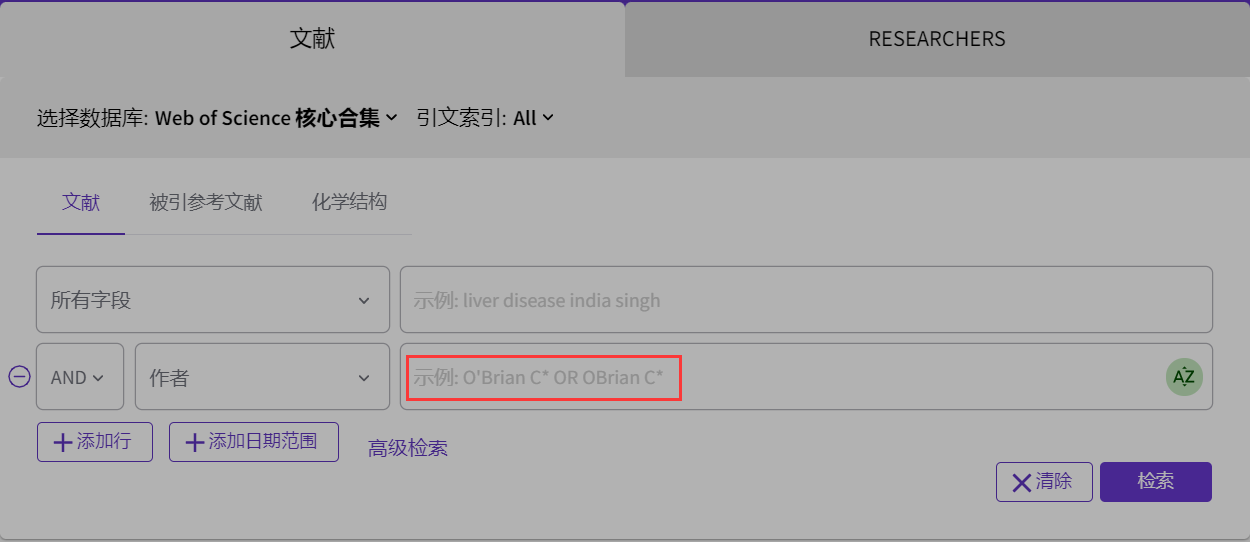 文献 RESEARCHERS
选择数据库: Web of Science 核心合集 引文索引: All
文献 被引参考文献 化学结构
所有字段 示例: liver disease india singh
AND 作者 示例: O'Brian C* OR OBrian C* AZ
添加行 添加日期范围 高级检索
清除 检索